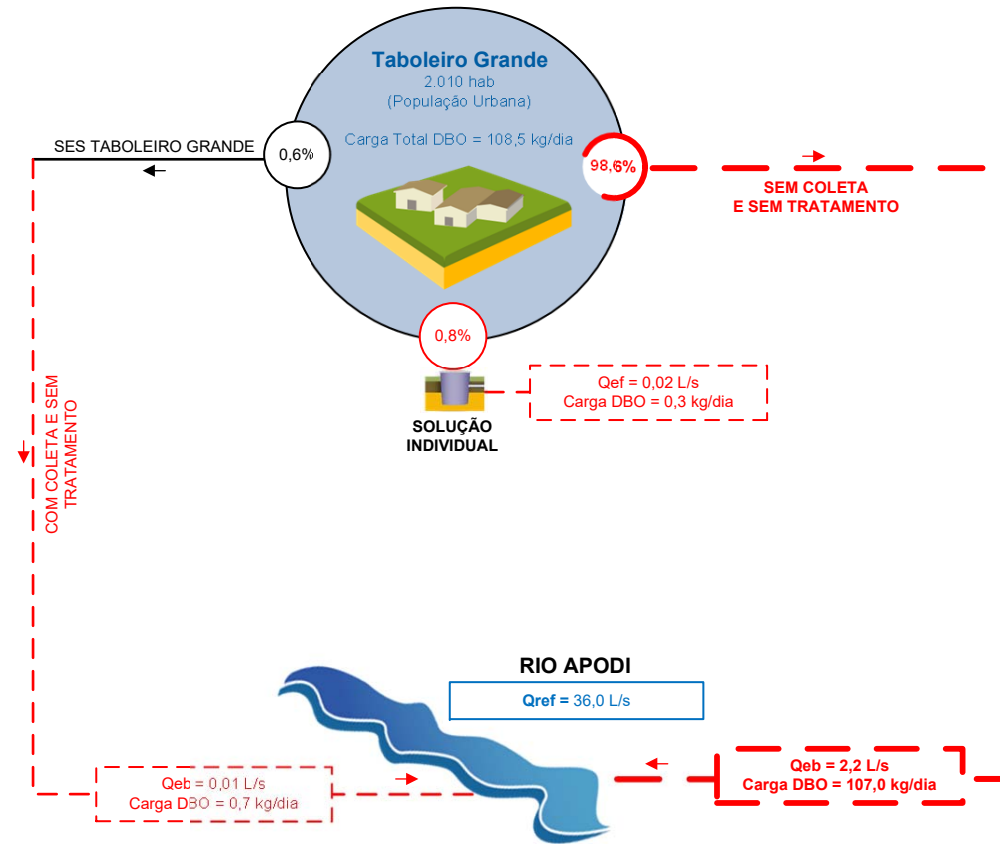 Taboleiro Grande
2.010 hab
(População Urbana)
Carga Total DBO = 108,5 kg/dia
SES TABOLEIRO GRANDE
0,6%
98,6%
SEM COLETA
E SEM TRATAMENTO
0,8%
Qef = 0,02 L/s
Carga DBO = 0,3 kg/dia
SOLUÇÃO
INDIVIDUAL
COM COLETA E SEM
TRATAMENTO
RIO APODI
Qref = 36,0 L/s
Qeb = 0,01 L/s
Carga DBO = 0,7 kg/dia
Qeb = 2,2 L/s
Carga DBO = 107,0 kg/dia